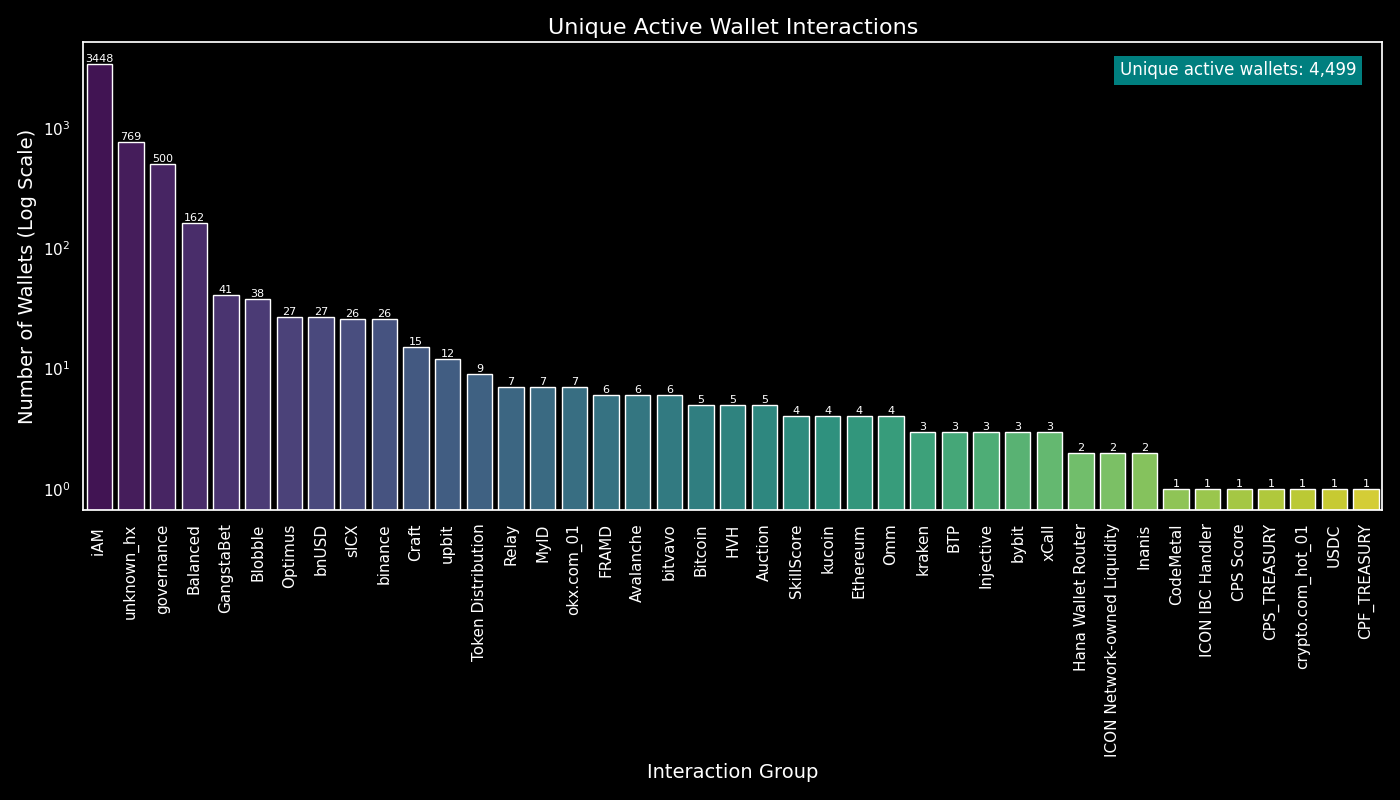 Unique Active Wallet Interactions
Unique active wallets: 4,499
Number of Wallets (Log Scale)
10³
10²
10¹
10⁰
3448
769
500
162
41
38
27
27
26
26
15
12
9
7
7
7
6
6
6
5
5
5
4
4
4
4
3
3
3
3
3
2
2
2
1
1
1
1
1
1
1
iAM
unknown_hx
governance
Balanced
GangstaBet
Blobble
Optimus
bnUSD
sICX
binance
Craft
upbit
Token Distribution
Relay
MyID
okx.com_01
FRAMD
Avalanche
bitvavo
Bitcoin
HVH
Auction
SkillScore
kucoin
Ethereum
Omm
kraken
BTP
Injective
bybit
xCall
Hana Wallet Router
ICON Network-owned Liquidity
Inanis
CodeMetal
ICON IBC Handler
CPS Score
CPS_TREASURY
crypto.com_hot_01
USDC
CPF_TREASURY
Interaction Group